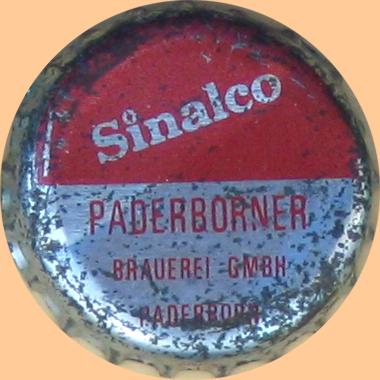 Sinalco
PADERBORNER
BRAUEREI GMBH
PADERBORN